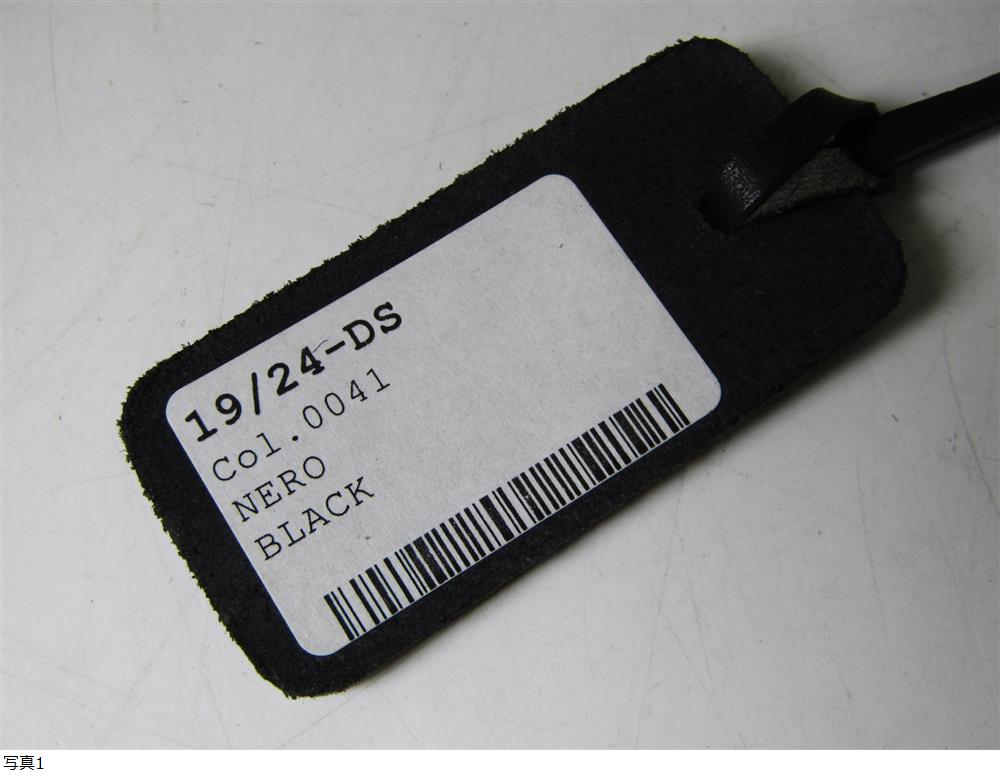 19/24-DS
Col.0041
NERO
BLACK
写真1